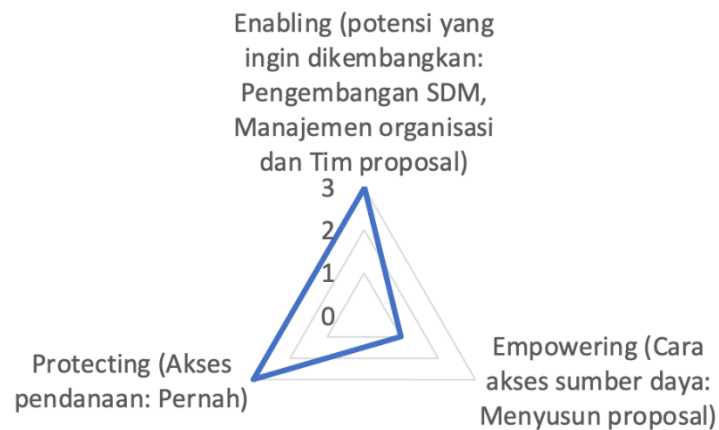 Enabling (potensi yang
ingin dikembangkan:
Pengembangan SDM,
Manajemen organisasi
dan Tim proposal)
3
2
1
0
Protecting (Akses
pendanaan: Pernah)
Empowering (Cara
akses sumber daya:
Menyusun proposal)